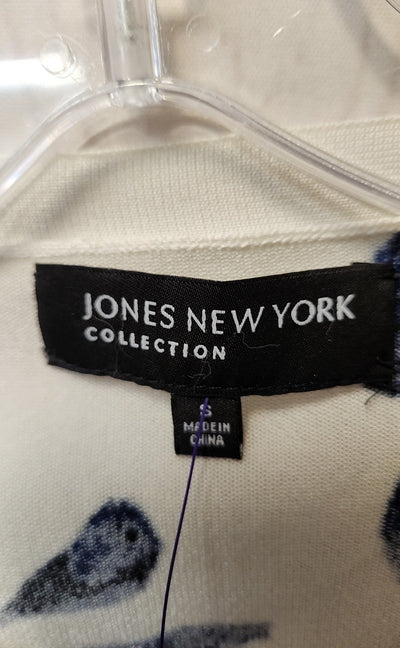 JONES NEW YORK
COLLECTION
S
MADE IN
CHINA